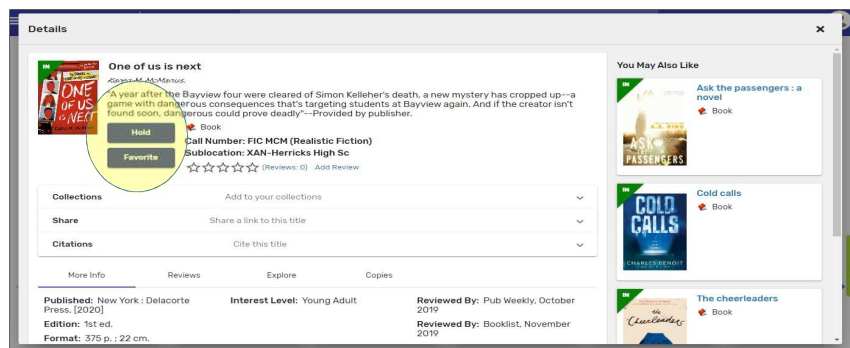 Details
×
IN
ONE OF US IS NEXT
One of us is next
"A year after the Bayview four were cleared of Simon Kelleher's death, a new mystery has cropped up--a
game with dangerous consequences that's targeting students at Bayview again. And if the creator isn't
found soon, dangerous could prove deadly"--Provided by publisher.
Book
Hold
Call Number: FIC MCM (Realistic Fiction)
Sublocation: XAN-Herricks High Sc
Favorite
(Reviews: 0) Add Review
Collections Add to your collections
Share Share a link to this title
Citations Cite this title
More Info Reviews Explore Copies
Published: New York : Delacorte
Press, [2020]
Edition: 1st ed.
Format: 375 p. ; 22 cm.
Interest Level: Young Adult
Reviewed By: Pub Weekly, October
2019
Reviewed By: Booklist, November
2019
You May Also Like
IN
A.S. KING
ASK
THE
PASSENGERS
Ask the passengers : a
novel
Book
IN
COLD
CALLS
CHARLES BENOIT
Cold calls
Book
IN
the
Cheerleaders
The cheerleaders
Book